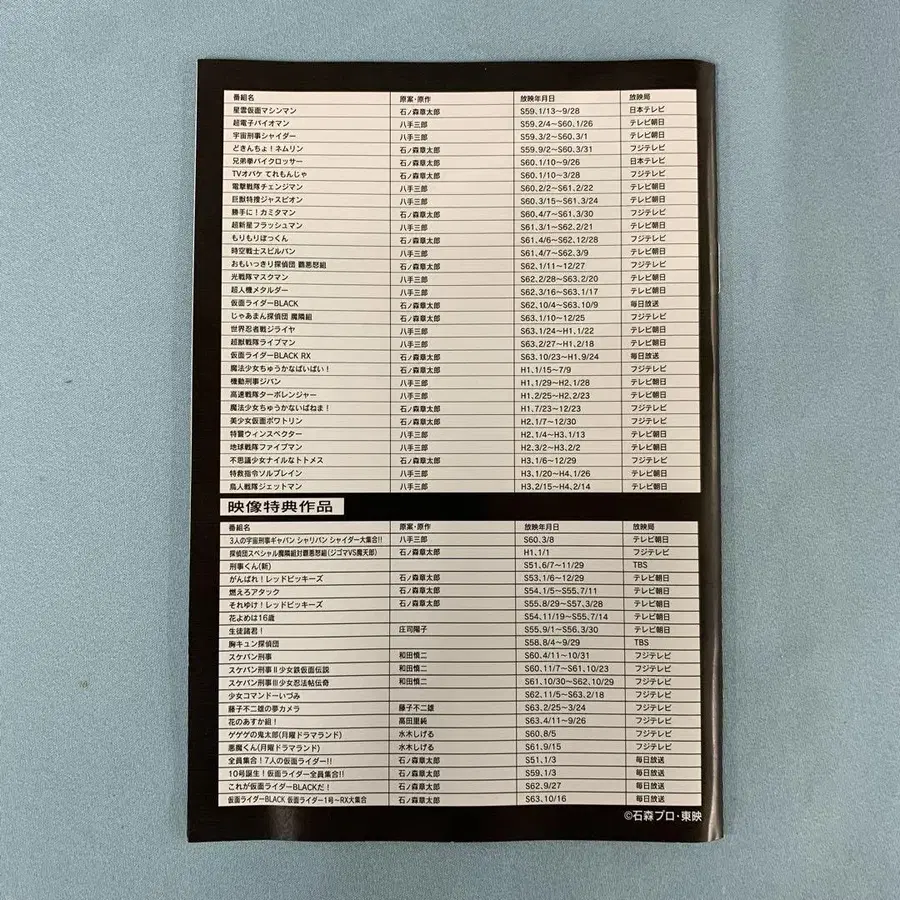 番組名 原案・原作 放映年月日 放映局
星雲仮面マシンマン 石ノ森章太郎 S59.1/13〜9/28 日本テレビ
超電子バイオマン 八手三郎 S59.2/4〜S60.1/26 テレビ朝日
宇宙刑事シャイダー 八手三郎 S59.3/2〜S60.3/1 テレビ朝日
どきんちょ!ネムリン 石ノ森章太郎 S59.9/2〜S60.3/31 フジテレビ
兄弟拳バイクロッサー 石ノ森章太郎 S60.1/10〜9/26 日本テレビ
TVオバケ てれもんじゃ 石ノ森章太郎 S60.1/10〜3/28 フジテレビ
電撃戦隊チェンジマン 八手三郎 S60.2/2〜S61.2/22 テレビ朝日
巨獣特捜ジャスピオン 八手三郎 S60.3/15〜S61.3/24 テレビ朝日
勝手に!カミタマン 石ノ森章太郎 S60.4/7〜S61.3/30 フジテレビ
超新星フラッシュマン 八手三郎 S61.3/1〜S62.2/21 テレビ朝日
もりもりぼっくん 石ノ森章太郎 S61.4/6〜S62.12/28 フジテレビ
時空戦士スピルバン 八手三郎 S61.4/7〜S62.3/9 テレビ朝日
おもいっきり探偵団 覇悪怒組 石ノ森章太郎 S62.1/11〜12/27 フジテレビ
光戦隊マスクマン 八手三郎 S62.2/28〜S63.2/20 テレビ朝日
超人機メタルダー 八手三郎 S62.3/16〜S63.1/17 テレビ朝日
仮面ライダーBLACK 石ノ森章太郎 S62.10/4〜S63.10/9 毎日放送
じゃあまん探偵団 魔隣組 石ノ森章太郎 S63.1/10〜12/25 フジテレビ
世界忍者戦ジライヤ 八手三郎 S63.1/24〜H1.1/22 テレビ朝日
超獣戦隊ライブマン 八手三郎 S63.2/27〜H1.2/18 テレビ朝日
仮面ライダーBLACK RX 石ノ森章太郎 S63.10/23〜H1.9/24 毎日放送
魔法少女ちゅうかなぱいぱい! 石ノ森章太郎 H1.1/15〜7/9 フジテレビ
機動刑事ジバン 八手三郎 H1.1/29〜H2.1/28 テレビ朝日
高速戦隊ターボレンジャー 八手三郎 H1.2/25〜H2.2/23 テレビ朝日
魔法少女ちゅうかないぱねま! 石ノ森章太郎 H1.7/23〜12/23 フジテレビ
美少女仮面ポワトリン 石ノ森章太郎 H2.1/7〜12/30 フジテレビ
特警ウィンスペクター 八手三郎 H2.1/4〜H3.1/13 テレビ朝日
地球戦隊ファイブマン 八手三郎 H2.3/2〜H3.2/2 テレビ朝日
不思議少女ナイルなトトメス 石ノ森章太郎 H3.1/6〜12/29 フジテレビ
特救指令ソルブレイン 八手三郎 H3.1/20〜H4.1/26 テレビ朝日
鳥人戦隊ジェットマン 八手三郎 H3.2/15〜H4.2/14 テレビ朝日
映像特典作品
番組名 原案・原作 放映年月日 放映局
3人の宇宙刑事ギャバン シャリバン シャイダー大集合!! 八手三郎 S60.3/8 テレビ朝日
探偵団スペシャル魔隣組対覇悪怒組(ジゴマVS魔天郎) 石ノ森章太郎 H1.1/1 フジテレビ
刑事くん(新) S51.6/7〜11/29 TBS
がんばれ!レッドビッキーズ 石ノ森章太郎 S53.1/6〜12/29 テレビ朝日
燃えろアタック 石ノ森章太郎 S54.1/5〜S55.7/11 テレビ朝日
それゆけ!レッドビッキーズ 石ノ森章太郎 S55.8/29〜S57.3/28 テレビ朝日
花よめは16歳 S54.11/19〜S55.7/14 テレビ朝日
生徒諸君! 庄司陽子 S55.9/1〜S56.3/30 テレビ朝日
胸キュン探偵団 S58.8/4〜9/29 TBS
スケバン刑事 和田慎二 S60.4/11〜10/31 フジテレビ
スケバン刑事Ⅱ少女鉄仮面伝説 和田慎二 S60.11/7〜S61.10/23 フジテレビ
スケバン刑事Ⅲ少女忍法帖伝奇 和田慎二 S61.10/30〜S62.10/29 フジテレビ
少女コマンドーいづみ S62.11/5〜S63.2/18 フジテレビ
藤子不二雄の夢カメラ 藤子不二雄 S63.2/25〜3/24 フジテレビ
花のあすか組! 高田里純 S63.4/11〜9/26 フジテレビ
ゲゲゲの鬼太郎(月曜ドラマランド) 水木しげる S60.8/5 フジテレビ
悪魔くん(月曜ドラマランド) 水木しげる S61.9/15 フジテレビ
全員集合!7人の仮面ライダー!! 石ノ森章太郎 S51.1/3 毎日放送
10号誕生!仮面ライダー全員集合!! 石ノ森章太郎 S59.1/3 毎日放送
これが仮面ライダーBLACKだ! 石ノ森章太郎 S62.9/27 毎日放送
仮面ライダーBLACK 仮面ライダー1号〜RX大集合 石ノ森章太郎 S63.10/16 毎日放送
©石森プロ・東映